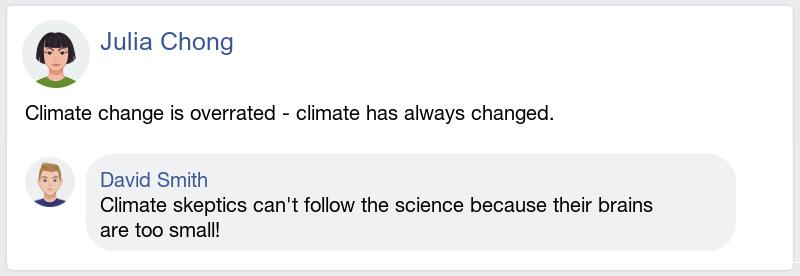 Julia Chong
Climate change is overrated - climate has always changed.
David Smith
Climate skeptics can't follow the science because their brains
are too small!